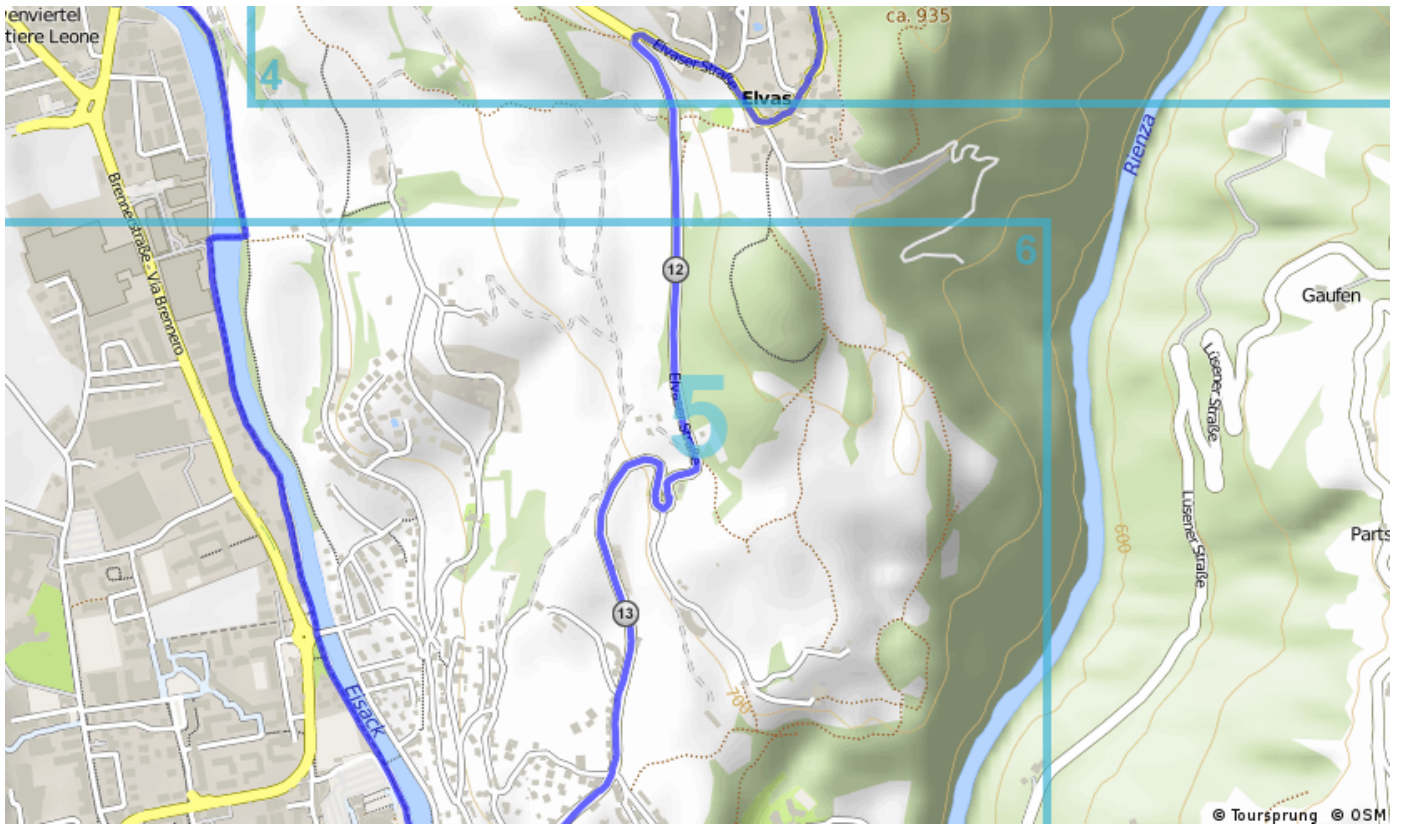 enviertel
tiere Leone
ca. 935
4
Elvaser Straße
Elvas
Rienza
Brennerstraße - Via Brennero
6
12
Gaufen
Lüsener Straße
5
Lüsener Straße
600
Parts
13
Eisack
700
© Toursprung © OSM